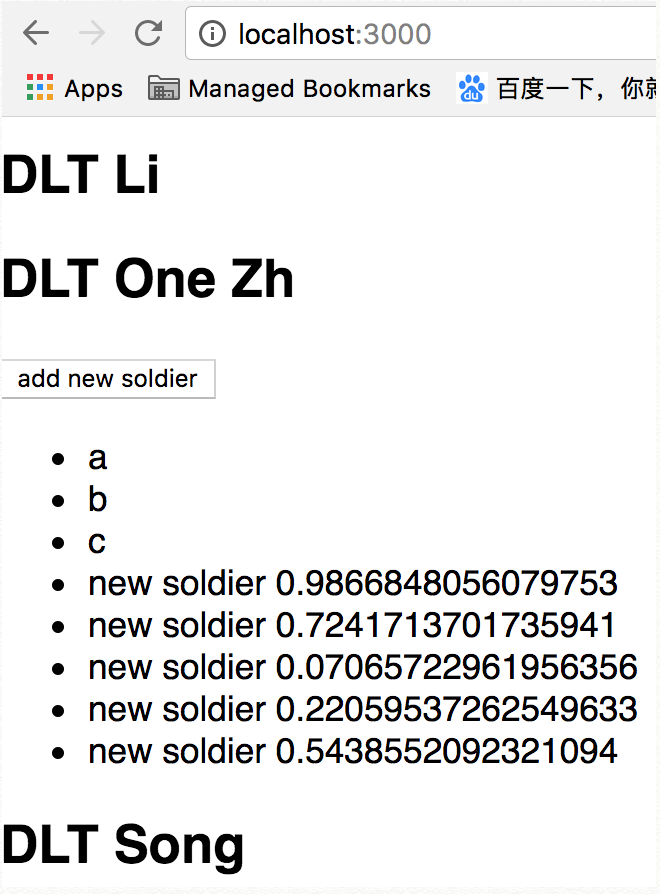 localhost:3000
Apps Managed Bookmarks du 百度一下，你就
DLT Li
DLT One Zh
add new soldier
a
b
c
new soldier 0.9866848056079753
new soldier 0.7241713701735941
new soldier 0.07065722961956356
new soldier 0.22059537262549633
new soldier 0.5438552092321094
DLT Song